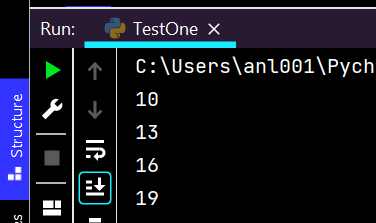 Run: TestOne
C:\Users\anl001\Pych
10
13
16
19
Structure